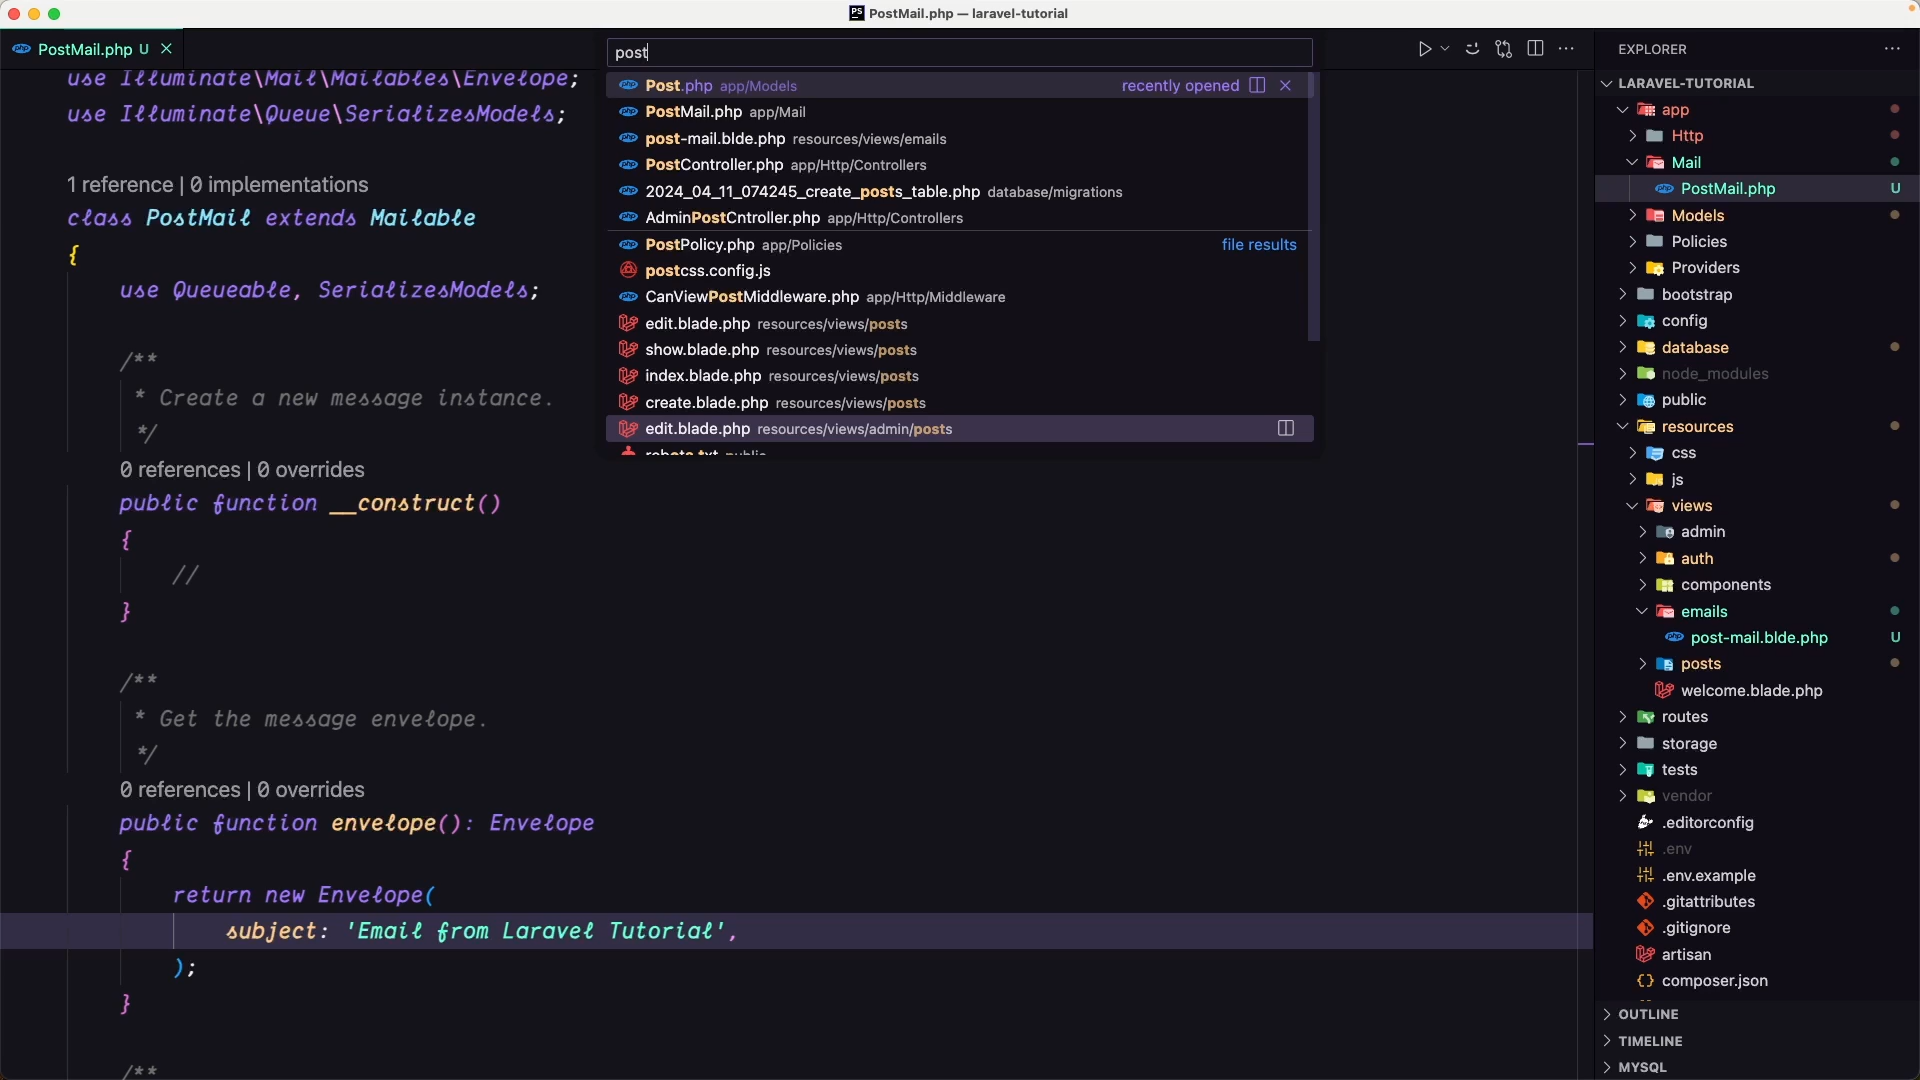 PostMail.php — laravel-tutorial
PostMail.php U
use Illuminate\Mail\Mailables\Envelope;
use Illuminate\Queue\SerializesModels;
1 reference | 0 implementations
class PostMail extends Mailable
{
use Queueable, SerializesModels;
/**
* Create a new message instance.
*/
0 references | 0 overrides
public function __construct()
{
//
}
/**
* Get the message envelope.
*/
0 references | 0 overrides
public function envelope(): Envelope
{
return new Envelope(
subject: 'Email from Laravel Tutorial',
);
}
/**
post
Post.php app/Models recently opened
PostMail.php app/Mail
post-mail.blde.php resources/views/emails
PostController.php app/Http/Controllers
2024_04_11_074245_create_posts_table.php database/migrations
AdminPostCntroller.php app/Http/Controllers
PostPolicy.php app/Policies file results
postcss.config.js
CanViewPostMiddleware.php app/Http/Middleware
edit.blade.php resources/views/posts
show.blade.php resources/views/posts
index.blade.php resources/views/posts
create.blade.php resources/views/posts
edit.blade.php resources/views/admin/posts
robots.txt public
EXPLORER
LARAVEL-TUTORIAL
app
Http
Mail
PostMail.php U
Models
Policies
Providers
bootstrap
config
database
node_modules
public
resources
css
js
views
admin
auth
components
emails
post-mail.blde.php U
posts
welcome.blade.php
routes
storage
tests
vendor
.editorconfig
.env
.env.example
.gitattributes
.gitignore
artisan
composer.json
OUTLINE
TIMELINE
MYSQL